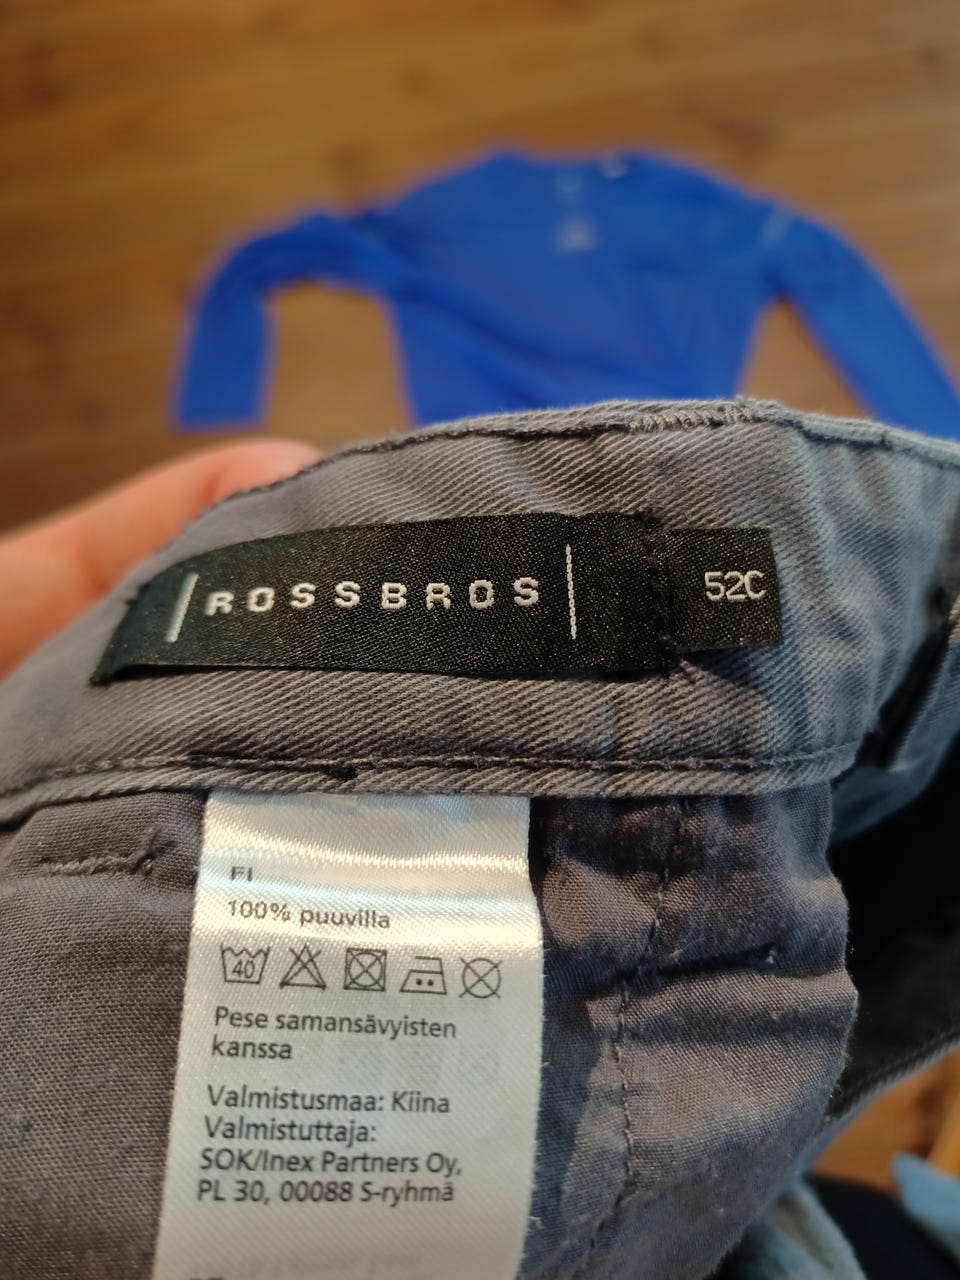 ROSSBROS
52C
FI
100% puuvilla
40
Pese samansävyisten
kanssa
Valmistusmaa: Kiina
Valmistuttaja:
SOK/Inex Partners Oy,
PL 30, 00088 S-ryhmä